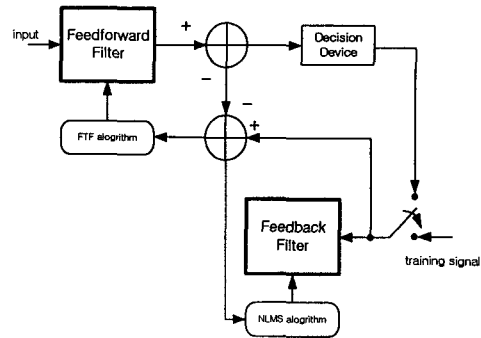 input
Feedforward
Filter
+
Decision
Device
−
−
+
FTF alogrithm
Feedback
Filter
training signal
NLMS alogrithm